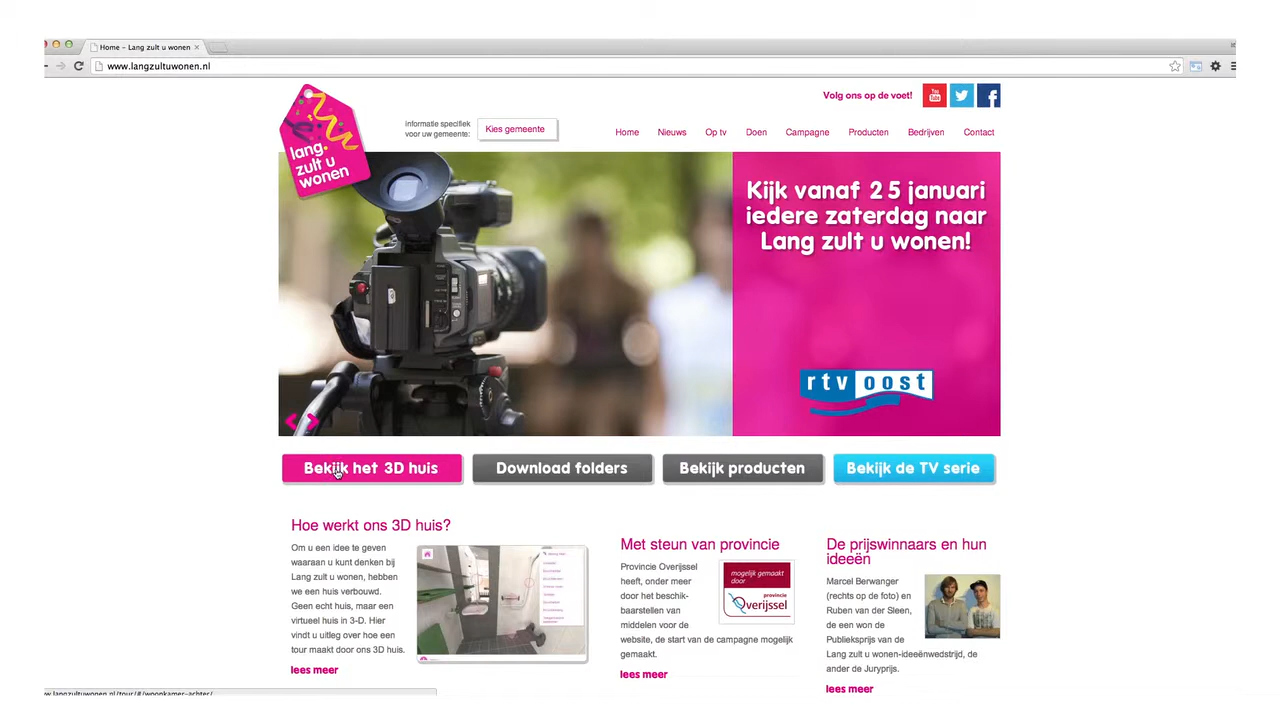 Home – Lang zult u wonen
www.langzultuwonen.nl
Volg ons op de voet!
You
Tube
lang
zult u
wonen
informatie specifiek
voor uw gemeente:
Kies gemeente
Home
Nieuws
Op tv
Doen
Campagne
Producten
Bedrijven
Contact
Kijk vanaf 25 januari
iedere zaterdag naar
Lang zult u wonen!
rtv oost
Bekijk het 3D huis
Download folders
Bekijk producten
Bekijk de TV serie
Hoe werkt ons 3D huis?
Om u een idee te geven
waaraan u kunt denken bij
Lang zult u wonen, hebben
we een huis verbouwd.
Geen echt huis, maar een
virtueel huis in 3-D. Hier
vindt u uitleg over hoe een
tour maakt door ons 3D huis.
lees meer
Met steun van provincie
Provincie Overijssel
heeft, onder meer
door het beschik-
baarstellen van
middelen voor de
website, de start van de campagne mogelijk
gemaakt.
lees meer
mogelijk gemaakt
door
provincie
Overijssel
De prijswinnaars en hun
ideeën
Marcel Berwanger
(rechts op de foto) en
Ruben van der Sleen,
de een won de
Publieksprijs van de
Lang zult u wonen-ideeënwedstrijd, de
ander de Juryprijs.
lees meer
w.langzultuwonen.nl/tour/#/woonkamer-achter/